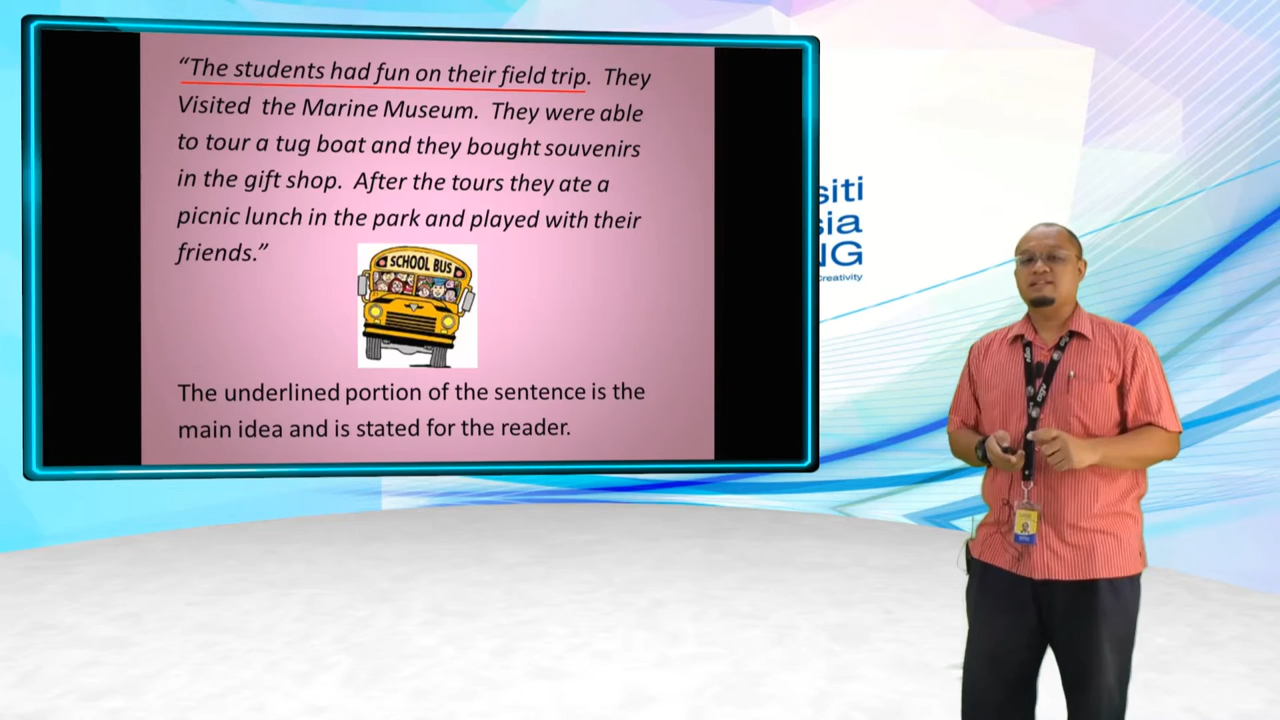 “The students had fun on their field trip. They
Visited the Marine Museum. They were able
to tour a tug boat and they bought souvenirs
in the gift shop. After the tours they ate a
picnic lunch in the park and played with their
friends.”
SCHOOL BUS
The underlined portion of the sentence is the
main idea and is stated for the reader.
siti
sia
NG
Creativity